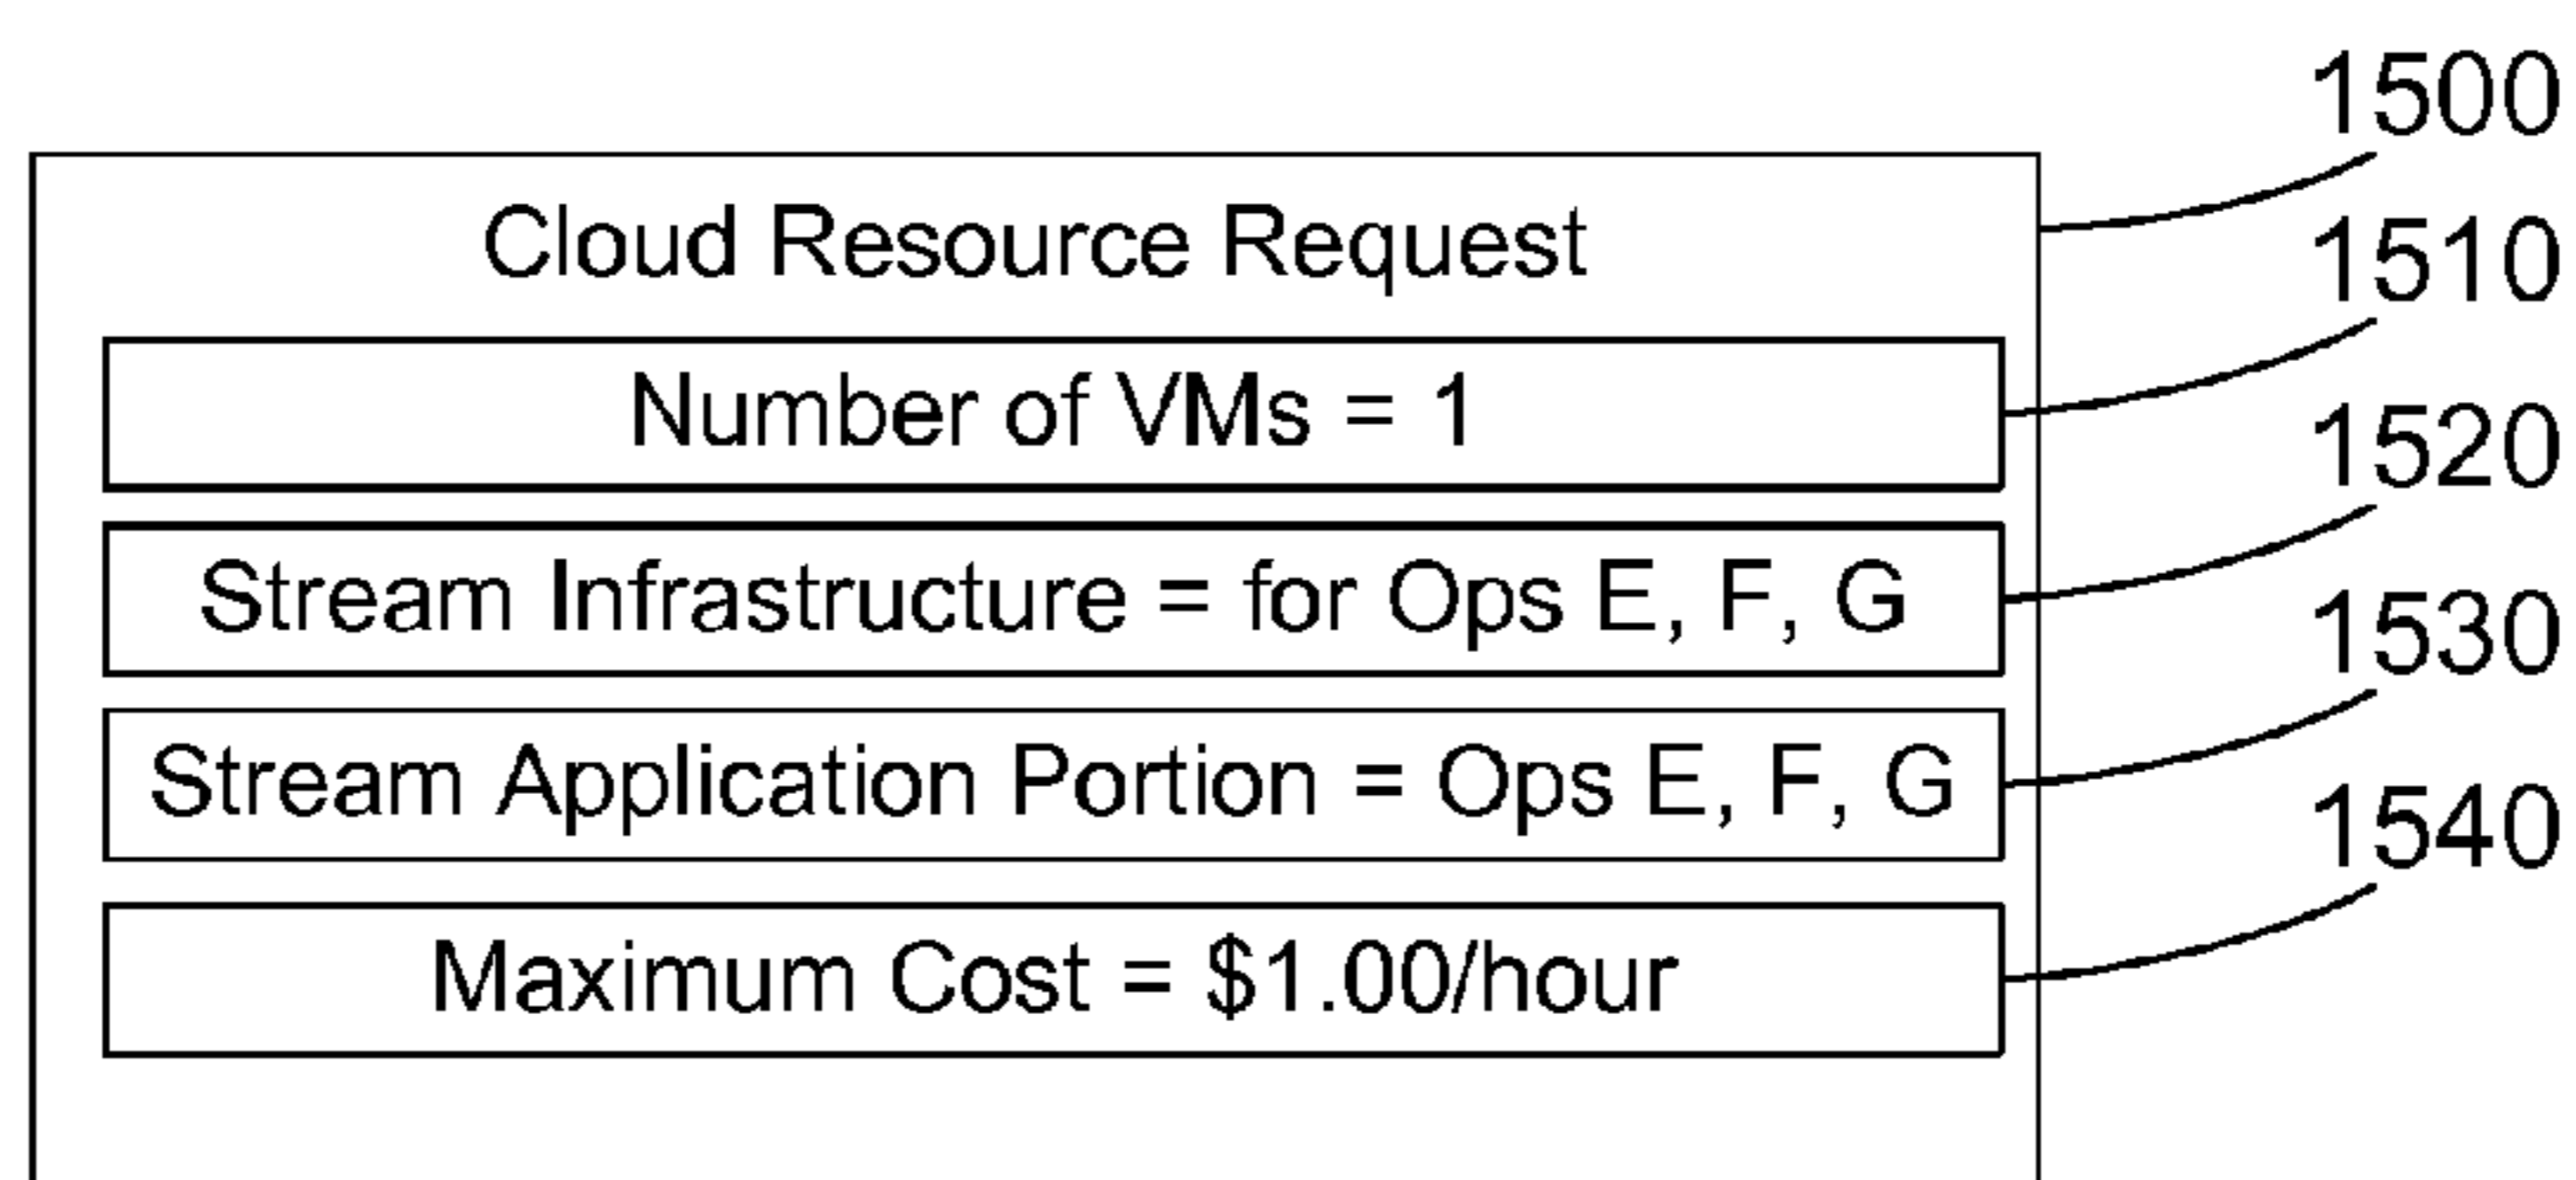 1500
Cloud Resource Request
1510
Number of VMs = 1
1520
Stream Infrastructure = for Ops E, F, G
1530
Stream Application Portion = Ops E, F, G
1540
Maximum Cost = $1.00/hour